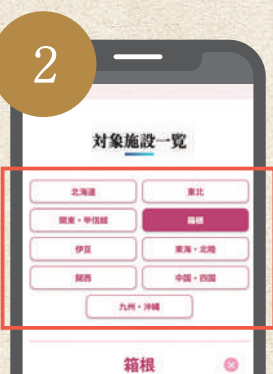 2
対象施設一覧
北海道
東北
関東・甲信越
箱根
伊豆
東海・北陸
関西
中国・四国
九州・沖縄
箱根